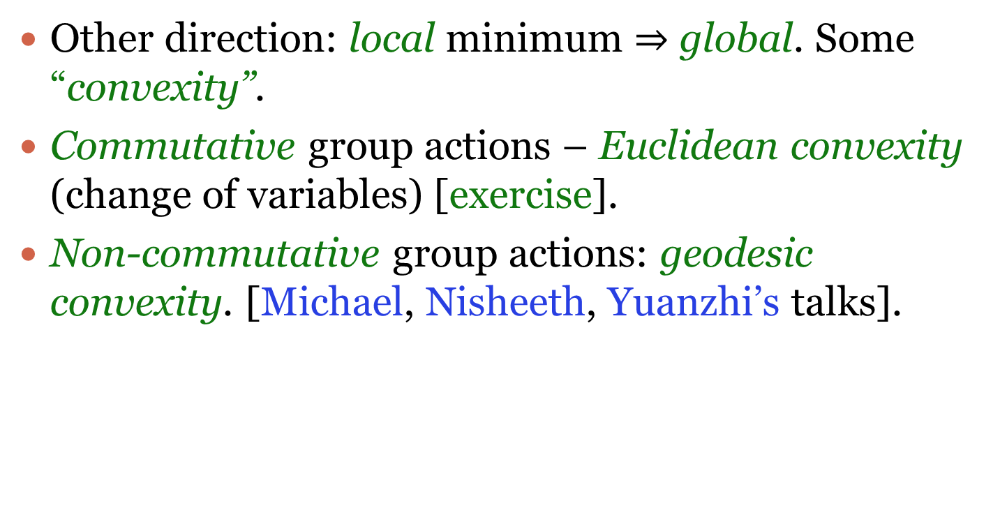 • Other direction: local minimum ⇒ global. Some
“convexity”.
• Commutative group actions – Euclidean convexity
(change of variables) [exercise].
• Non-commutative group actions: geodesic
convexity. [Michael, Nisheeth, Yuanzhi’s talks].